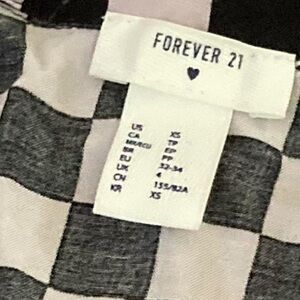 FOREVER 21
US XS
CA TP
MX/ECU EP
BR PP
EU 32-34
UK 4
CN 155/82A
KR XS